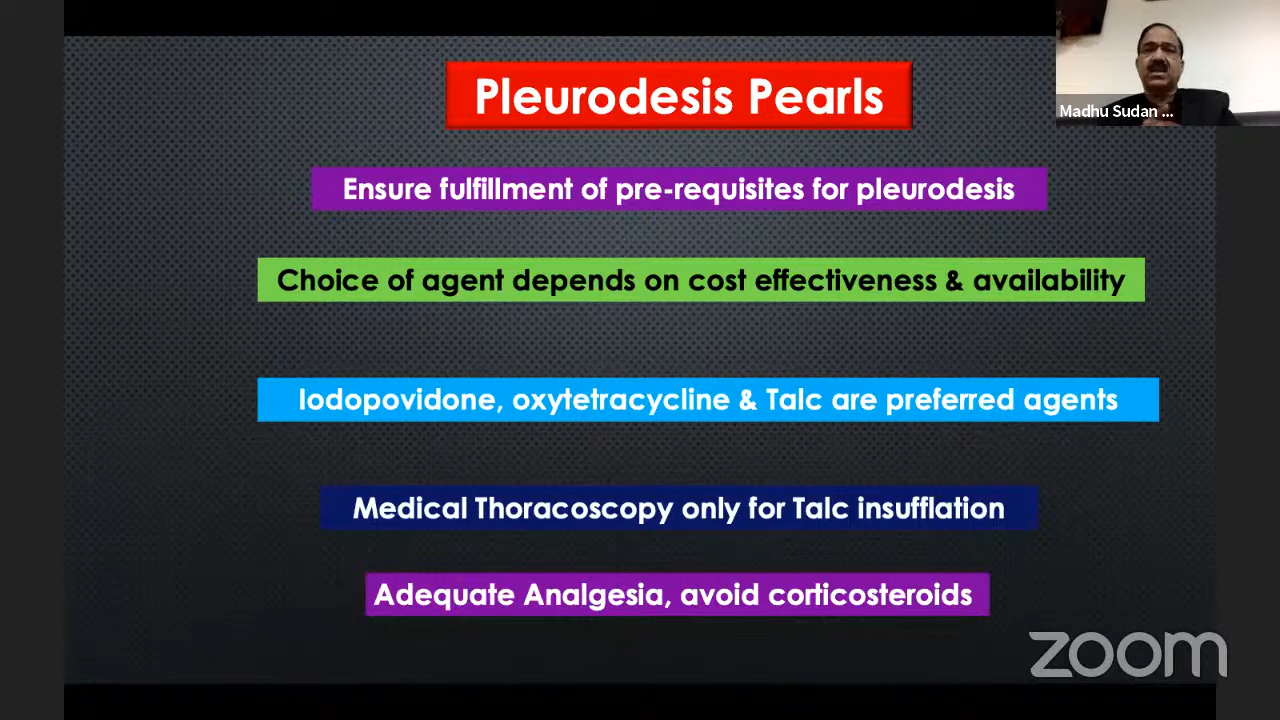 Pleurodesis Pearls
Madhu Sudan ...
Ensure fulfillment of pre-requisites for pleurodesis
Choice of agent depends on cost effectiveness & availability
Iodopovidone, oxytetracycline & Talc are preferred agents
Medical Thoracoscopy only for Talc insufflation
Adequate Analgesia, avoid corticosteroids
zoom